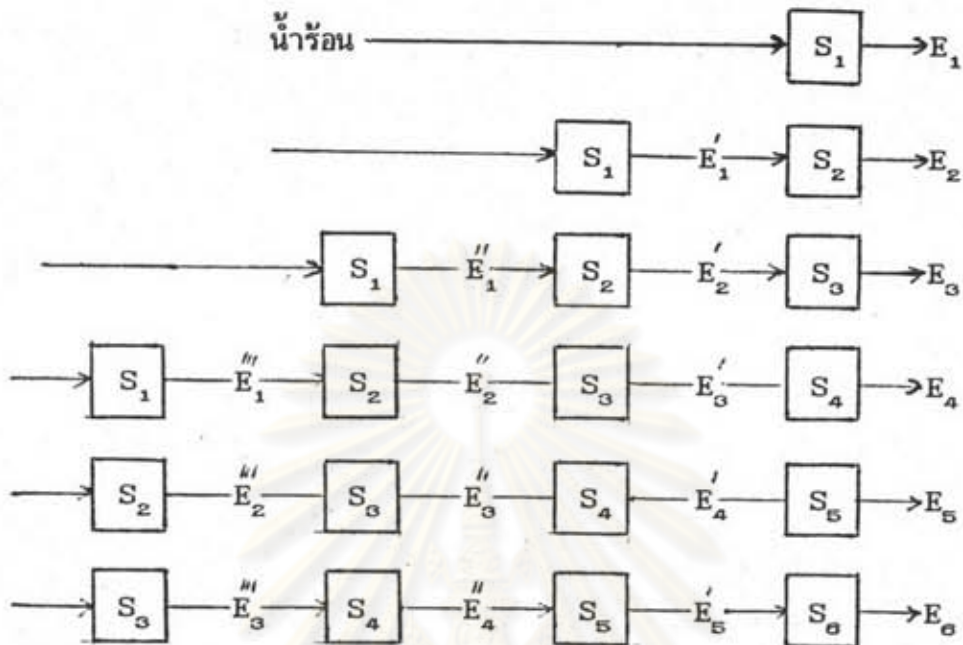 น้ำร้อน S₁ E₁
S₁ E₁′ S₂ E₂
S₁ E₁″ S₂ E₂′ S₃ E₃
S₁ E₁‴ S₂ E₂″ S₃ E₃′ S₄ E₄
S₂ E₂‴ S₃ E₃″ S₄ E₄′ S₅ E₅
S₃ E₃‴ S₄ E₄″ S₅ E₅′ S₆ E₆